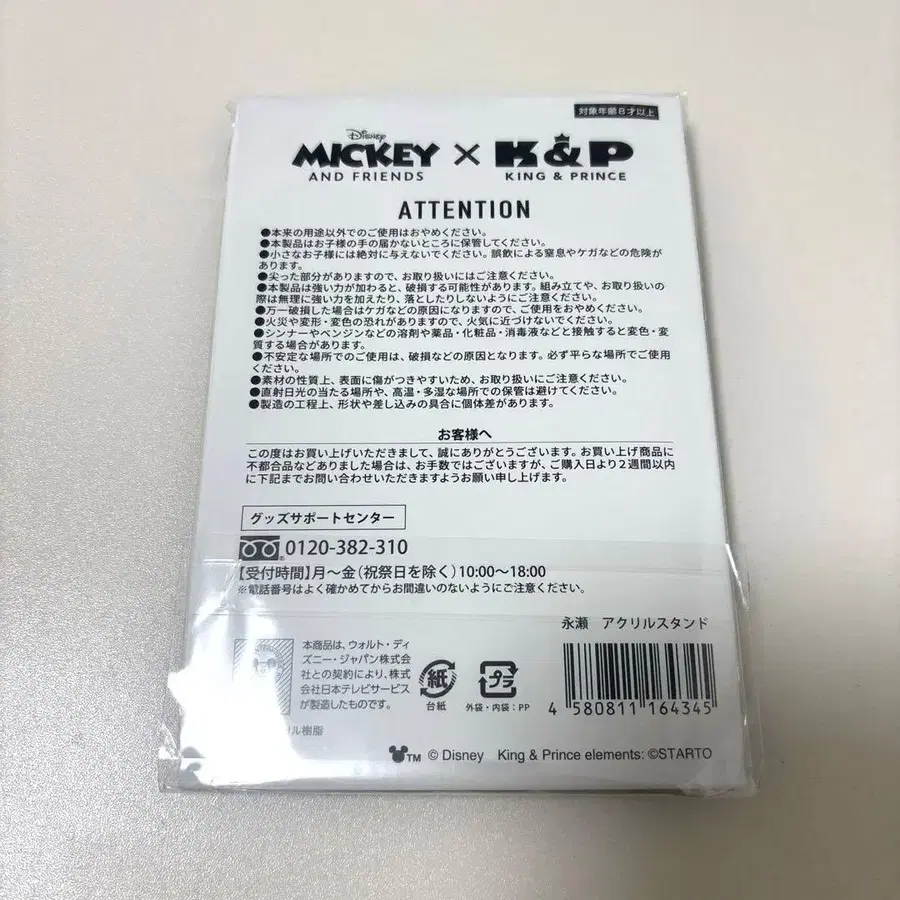 対象年齢8才以上
Disney
MICKEY × K&P
AND FRIENDS KING & PRINCE
ATTENTION
●本来の用途以外でのご使用はおやめください。
●本製品はお子様の手の届かないところに保管してください。
●小さなお子様には絶対に与えないでください。誤飲による窒息やケガなどの危険が
あります。
●尖った部分がありますので、お取り扱いにはご注意ください。
●本製品は強い力が加わると、破損する可能性があります。組み立てや、お取り扱いの
際は無理に強い力を加えたり、落としたりしないようにご注意ください。
●万一破損した場合はケガなどの原因になりますので、ご使用をおやめください。
●火災や変形・変色の恐れがありますので、火気に近づけないでください。
●シンナーやベンジンなどの溶剤や薬品・化粧品・消毒液などと接触すると変色・変
質する場合があります。
●不安定な場所でのご使用は、破損などの原因となります。必ず平らな場所でご使用
ください。
●素材の性質上、表面に傷がつきやすいため、お取り扱いにご注意ください。
●直射日光の当たる場所や、高温・多湿な場所での保管は避けてください。
●製造の工程上、形状や差し込みの具合に個体差があります。
お客様へ
この度はお買い上げいただきまして、誠にありがとうございます。お買い上げ商品に
不都合品などありました場合は、お手数ではございますが、ご購入日より2週間以内
に下記までお問い合わせいただきますようお願い申し上げます。
グッズサポートセンター
0120-382-310
【受付時間】月～金（祝祭日を除く）10:00～18:00
※電話番号はよく確かめてからお間違いのないようにご注意ください。
永瀬 アクリルスタンド
本商品は、ウォルト・ディ
ズニー・ジャパン株式会
社との契約により、株式
会社日本テレビサービス
が製造したものです。
紙
台紙
プラ
外袋・内袋：PP
4 580811 164345
ル樹脂
TM © Disney King & Prince elements: ©STARTO